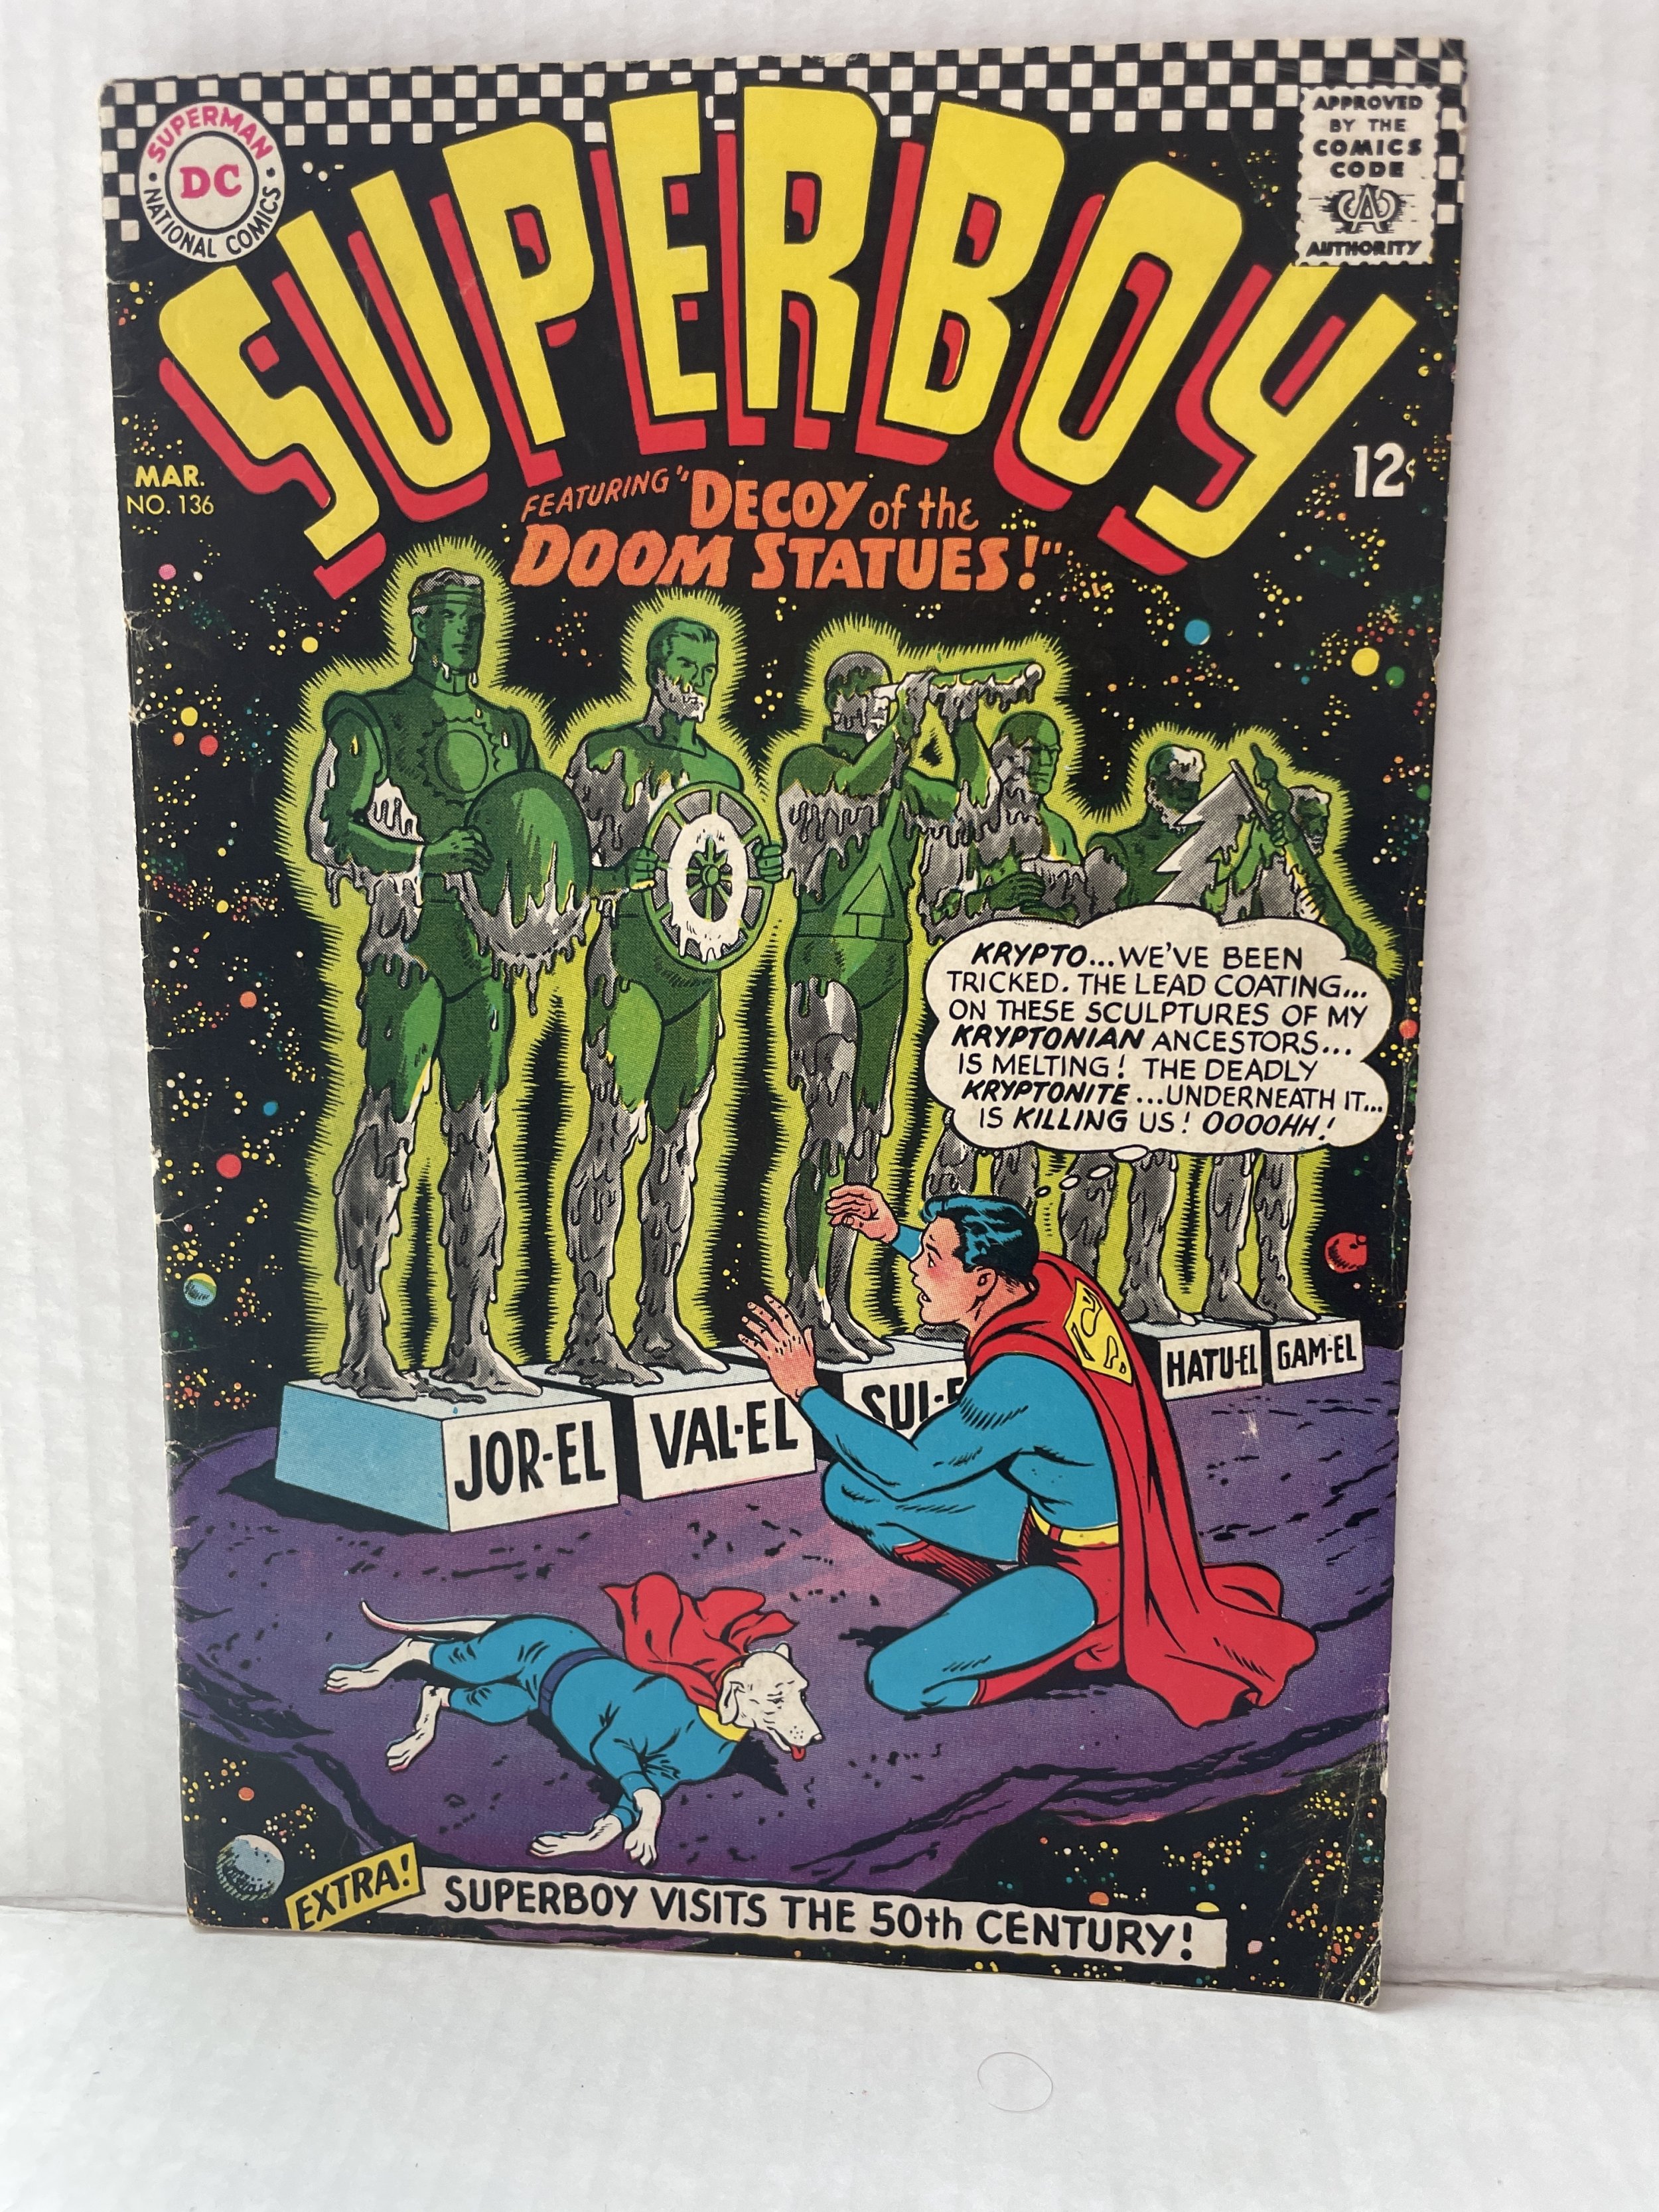 SUPERMAN
DC
NATIONAL COMICS
APPROVED
BY THE
COMICS
CODE
CA
AUTHORITY
SUPERBOY
MAR.
NO. 136
12¢
FEATURING "DECOY of the
DOOM STATUES!"
KRYPTO...WE'VE BEEN
TRICKED. THE LEAD COATING...
ON THESE SCULPTURES OF MY
KRYPTONIAN ANCESTORS...
IS MELTING! THE DEADLY
KRYPTONITE...UNDERNEATH IT...
IS KILLING US! OOOOHH!
JOR-EL
VAL-EL
SUL-E
HATU-EL
GAM-EL
EXTRA!
SUPERBOY VISITS THE 50th CENTURY!